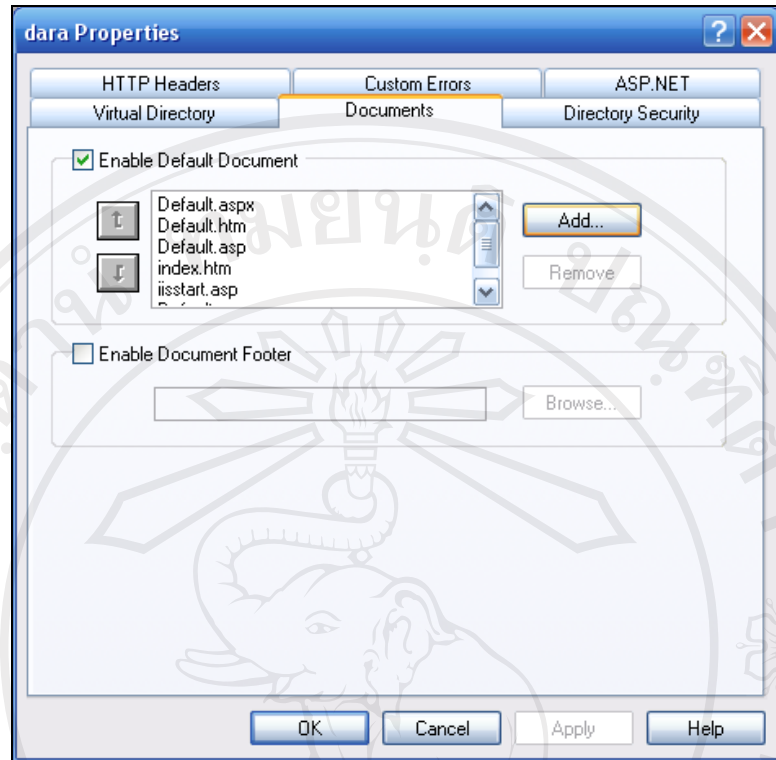 dara Properties
HTTP Headers Custom Errors ASP.NET
Virtual Directory Documents Directory Security
Enable Default Document
Default.aspx
Default.htm
Default.asp
index.htm
iisstart.asp
Add...
Remove
Enable Document Footer
Browse...
OK Cancel Apply Help